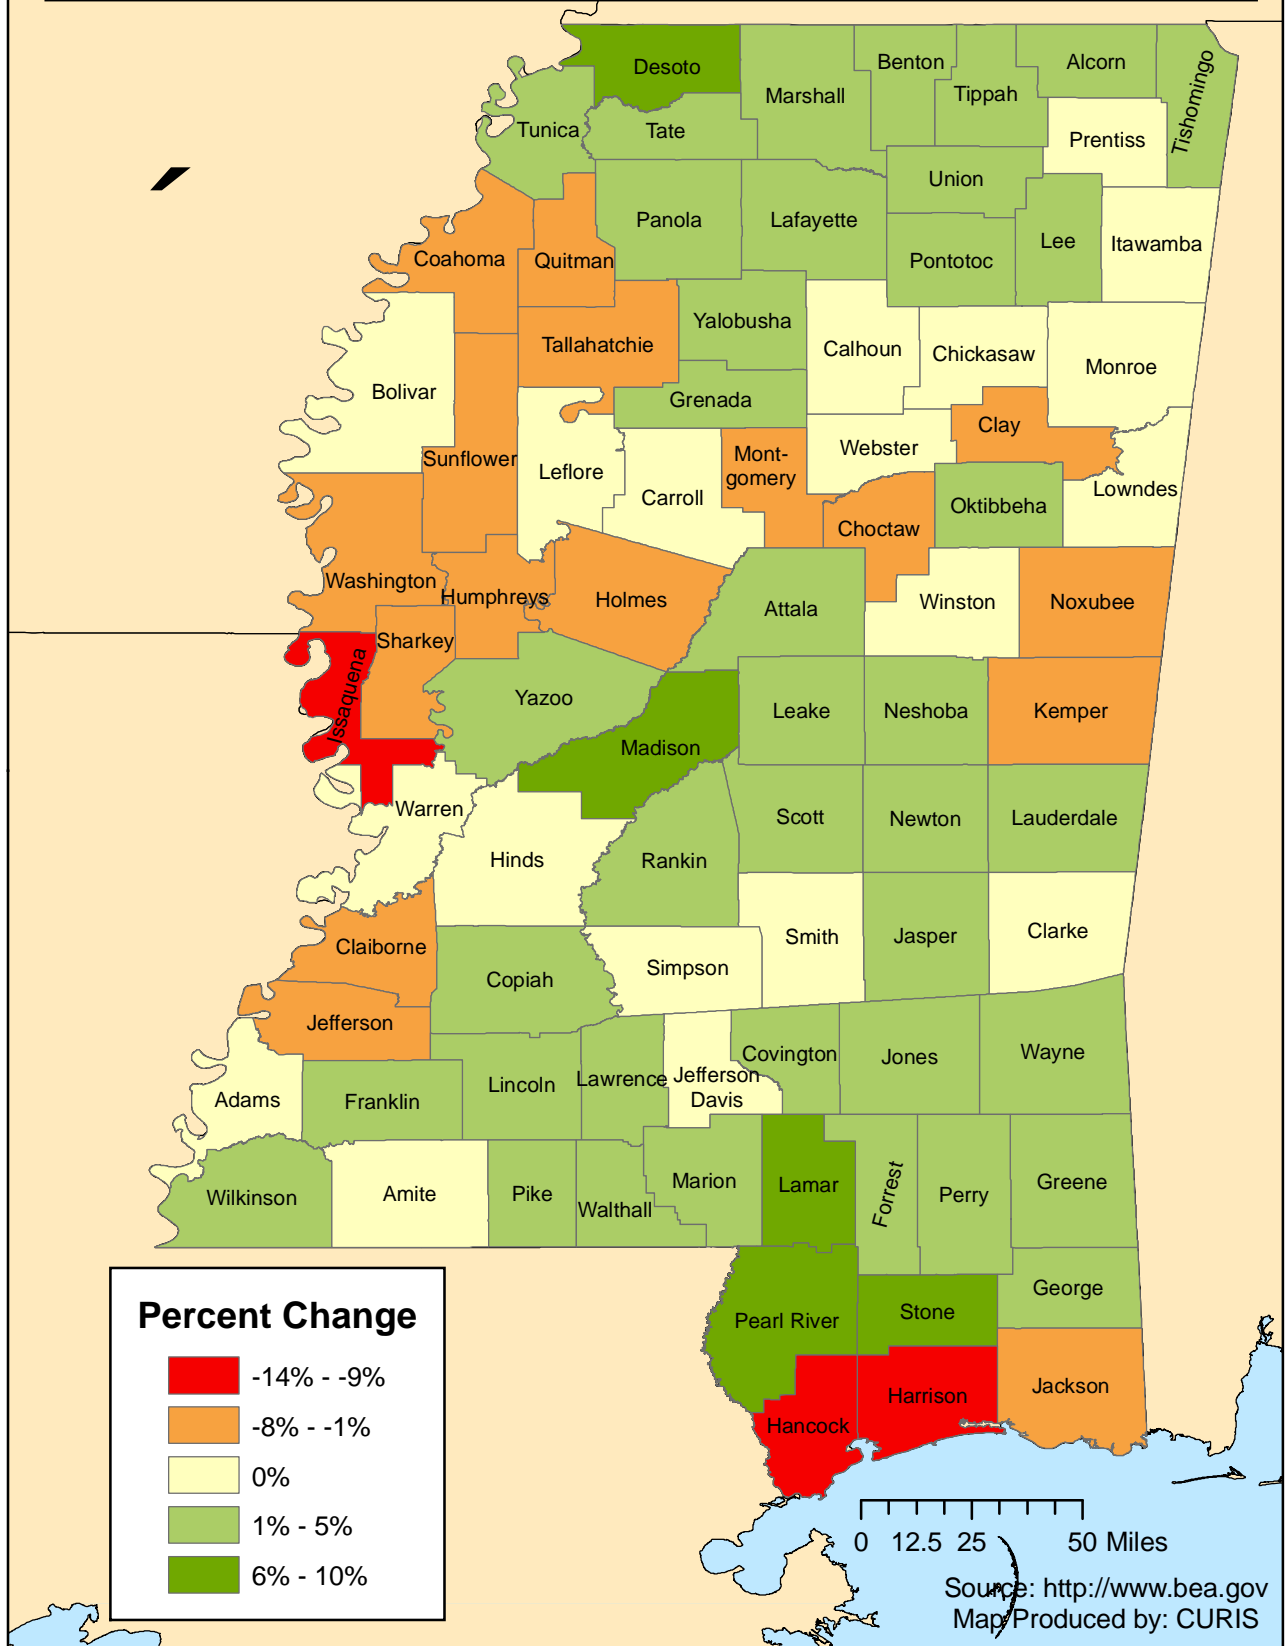 Desoto
Benton
Alcorn
Marshall
Tippah
Tishomingo
Tunica
Tate
Prentiss
Union
Panola
Lafayette
Lee
Itawamba
Coahoma
Quitman
Pontotoc
Yalobusha
Tallahatchie
Calhoun
Chickasaw
Monroe
Bolivar
Grenada
Clay
Webster
Mont-
gomery
Sunflower
Leflore
Carroll
Lowndes
Oktibbeha
Choctaw
Washington
Humphreys
Holmes
Attala
Winston
Noxubee
Sharkey
Issaquena
Yazoo
Leake
Neshoba
Kemper
Madison
Warren
Scott
Newton
Lauderdale
Hinds
Rankin
Smith
Jasper
Clarke
Claiborne
Simpson
Copiah
Jefferson
Covington
Jones
Wayne
Lincoln
Lawrence
Jefferson
Davis
Adams
Franklin
Wilkinson
Amite
Pike
Walthall
Marion
Lamar
Forrest
Perry
Greene
George
Pearl River
Stone
Jackson
Harrison
Hancock
Percent Change
-14% - -9%
-8% - -1%
0%
1% - 5%
6% - 10%
0 12.5 25 50 Miles
Source: http://www.bea.gov
Map Produced by: CURIS